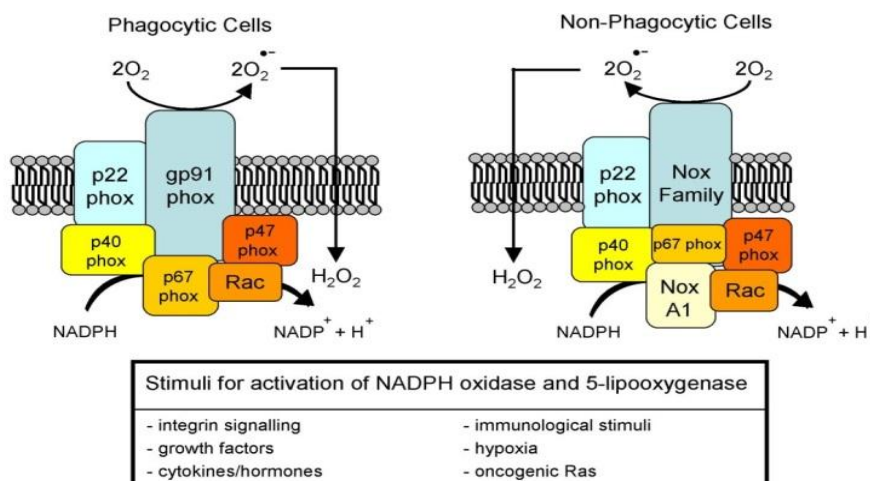 Phagocytic Cells
2O₂ 2O₂•−
p22 phox
gp91 phox
p40 phox
p47 phox
p67 phox
Rac
H₂O₂
NADPH
NADP⁺ + H⁺
Non-Phagocytic Cells
2O₂•− 2O₂
p22 phox
Nox Family
p40 phox
p67 phox
p47 phox
Nox A1
Rac
H₂O₂
NADPH
NADP⁺ + H
Stimuli for activation of NADPH oxidase and 5-lipooxygenase
- integrin signalling
- growth factors
- cytokines/hormones
- immunological stimuli
- hypoxia
- oncogenic Ras